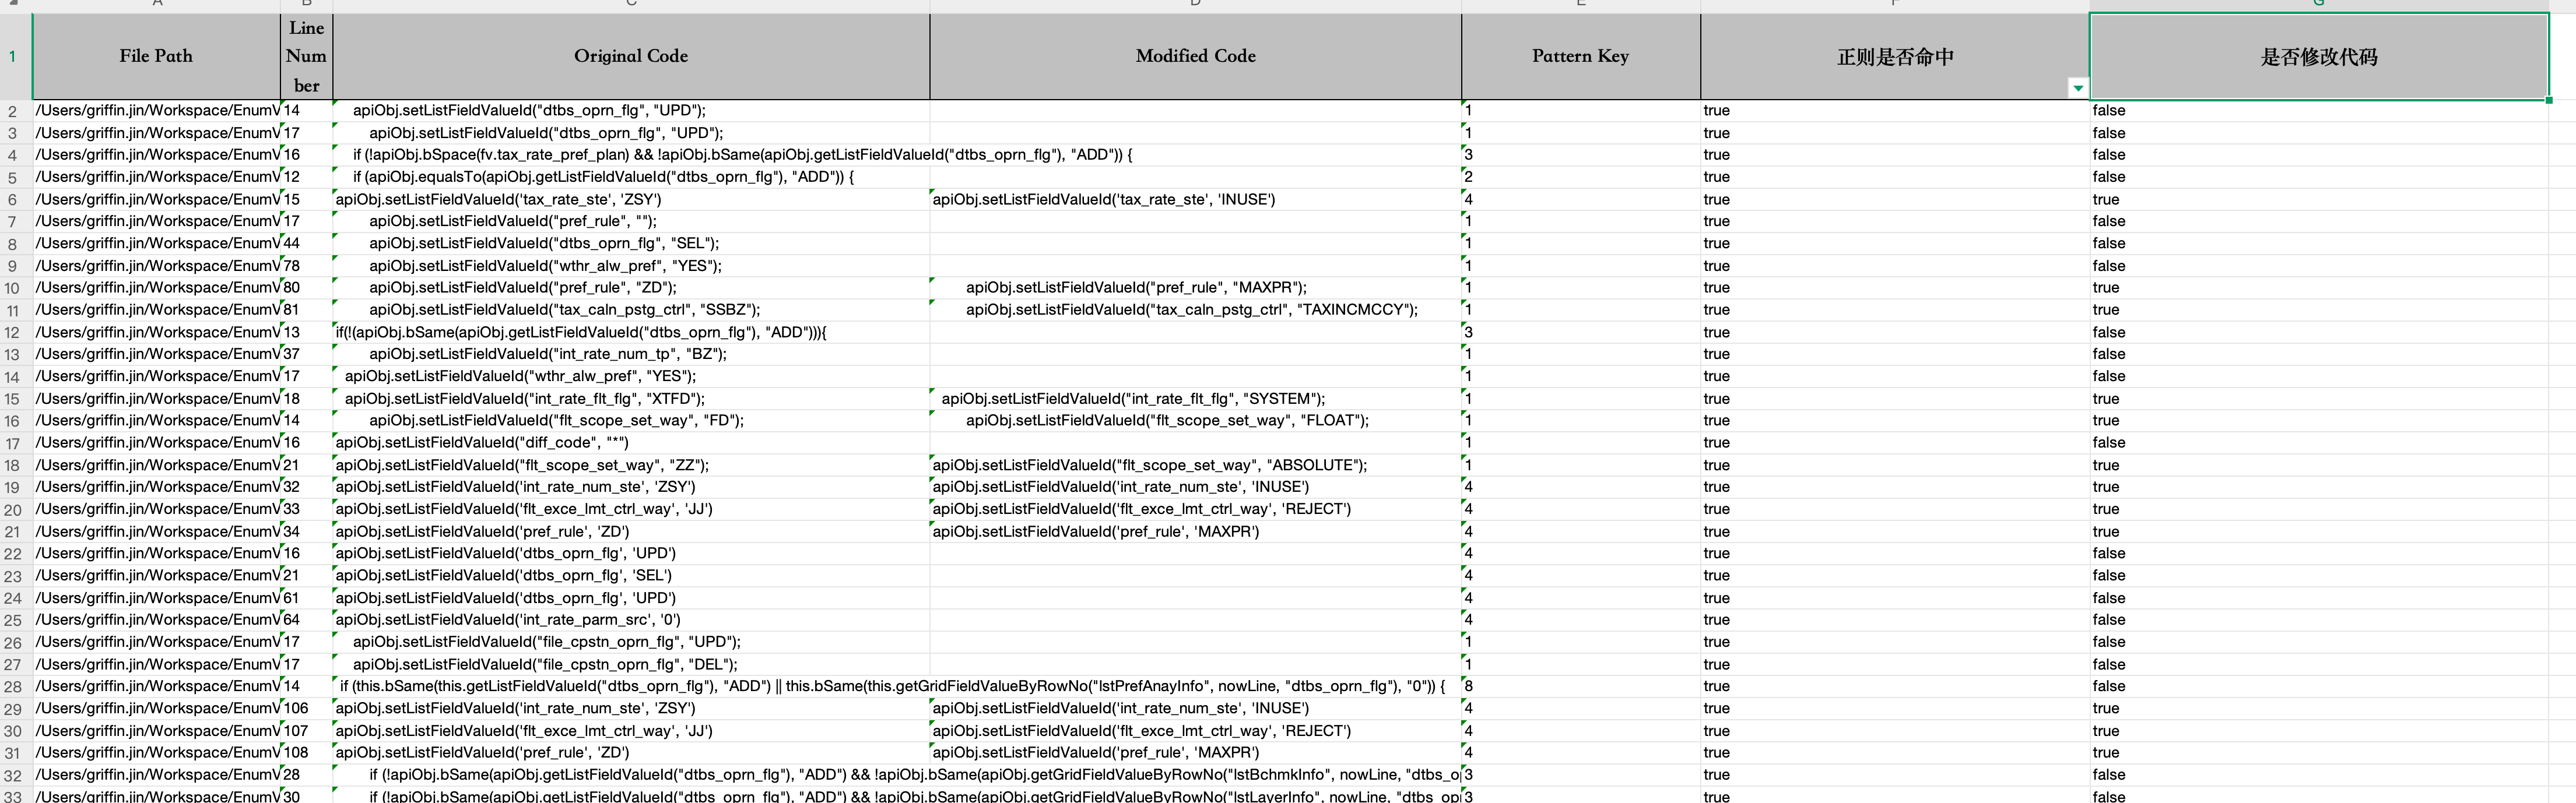 A B C D E F G
1 File Path Line Num ber Original Code Modified Code Pattern Key 正则是否命中 是否修改代码
2 /Users/griffin.jin/Workspace/EnumV 14 apiObj.setListFieldValueId("dtbs_oprn_flg", "UPD"); 1 true false
3 /Users/griffin.jin/Workspace/EnumV 17 apiObj.setListFieldValueId("dtbs_oprn_flg", "UPD"); 1 true false
4 /Users/griffin.jin/Workspace/EnumV 16 if (!apiObj.bSpace(fv.tax_rate_pref_plan) && !apiObj.bSame(apiObj.getListFieldValueId("dtbs_oprn_flg"), "ADD")) { 3 true false
5 /Users/griffin.jin/Workspace/EnumV 12 if (apiObj.equalsTo(apiObj.getListFieldValueId("dtbs_oprn_flg"), "ADD")) { 2 true false
6 /Users/griffin.jin/Workspace/EnumV 15 apiObj.setListFieldValueId('tax_rate_ste', 'ZSY') apiObj.setListFieldValueId('tax_rate_ste', 'INUSE') 4 true true
7 /Users/griffin.jin/Workspace/EnumV 17 apiObj.setListFieldValueId("pref_rule", ""); 1 true false
8 /Users/griffin.jin/Workspace/EnumV 44 apiObj.setListFieldValueId("dtbs_oprn_flg", "SEL"); 1 true false
9 /Users/griffin.jin/Workspace/EnumV 78 apiObj.setListFieldValueId("wthr_alw_pref", "YES"); 1 true false
10 /Users/griffin.jin/Workspace/EnumV 80 apiObj.setListFieldValueId("pref_rule", "ZD"); apiObj.setListFieldValueId("pref_rule", "MAXPR"); 1 true true
11 /Users/griffin.jin/Workspace/EnumV 81 apiObj.setListFieldValueId("tax_caln_pstg_ctrl", "SSBZ"); apiObj.setListFieldValueId("tax_caln_pstg_ctrl", "TAXINCMCCY"); 1 true true
12 /Users/griffin.jin/Workspace/EnumV 13 if(!(apiObj.bSame(apiObj.getListFieldValueId("dtbs_oprn_flg"), "ADD"))){ 3 true false
13 /Users/griffin.jin/Workspace/EnumV 37 apiObj.setListFieldValueId("int_rate_num_tp", "BZ"); 1 true false
14 /Users/griffin.jin/Workspace/EnumV 17 apiObj.setListFieldValueId("wthr_alw_pref", "YES"); 1 true false
15 /Users/griffin.jin/Workspace/EnumV 18 apiObj.setListFieldValueId("int_rate_flt_flg", "XTFD"); apiObj.setListFieldValueId("int_rate_flt_flg", "SYSTEM"); 1 true true
16 /Users/griffin.jin/Workspace/EnumV 14 apiObj.setListFieldValueId("flt_scope_set_way", "FD"); apiObj.setListFieldValueId("flt_scope_set_way", "FLOAT"); 1 true true
17 /Users/griffin.jin/Workspace/EnumV 16 apiObj.setListFieldValueId("diff_code", "*") 1 true false
18 /Users/griffin.jin/Workspace/EnumV 21 apiObj.setListFieldValueId("flt_scope_set_way", "ZZ"); apiObj.setListFieldValueId("flt_scope_set_way", "ABSOLUTE"); 1 true true
19 /Users/griffin.jin/Workspace/EnumV 32 apiObj.setListFieldValueId('int_rate_num_ste', 'ZSY') apiObj.setListFieldValueId('int_rate_num_ste', 'INUSE') 4 true true
20 /Users/griffin.jin/Workspace/EnumV 33 apiObj.setListFieldValueId('flt_exce_lmt_ctrl_way', 'JJ') apiObj.setListFieldValueId('flt_exce_lmt_ctrl_way', 'REJECT') 4 true true
21 /Users/griffin.jin/Workspace/EnumV 34 apiObj.setListFieldValueId('pref_rule', 'ZD') apiObj.setListFieldValueId('pref_rule', 'MAXPR') 4 true true
22 /Users/griffin.jin/Workspace/EnumV 16 apiObj.setListFieldValueId('dtbs_oprn_flg', 'UPD') 4 true false
23 /Users/griffin.jin/Workspace/EnumV 21 apiObj.setListFieldValueId('dtbs_oprn_flg', 'SEL') 4 true false
24 /Users/griffin.jin/Workspace/EnumV 61 apiObj.setListFieldValueId('dtbs_oprn_flg', 'UPD') 4 true false
25 /Users/griffin.jin/Workspace/EnumV 64 apiObj.setListFieldValueId('int_rate_parm_src', '0') 4 true false
26 /Users/griffin.jin/Workspace/EnumV 17 apiObj.setListFieldValueId("file_cpstn_oprn_flg", "UPD"); 1 true false
27 /Users/griffin.jin/Workspace/EnumV 17 apiObj.setListFieldValueId("file_cpstn_oprn_flg", "DEL"); 1 true false
28 /Users/griffin.jin/Workspace/EnumV 14 if (this.bSame(this.getListFieldValueId("dtbs_oprn_flg"), "ADD") || this.bSame(this.getGridFieldValueByRowNo("lstPrefAnayInfo", nowLine, "dtbs_oprn_flg"), "0")) { 8 true false
29 /Users/griffin.jin/Workspace/EnumV 106 apiObj.setListFieldValueId('int_rate_num_ste', 'ZSY') apiObj.setListFieldValueId('int_rate_num_ste', 'INUSE') 4 true true
30 /Users/griffin.jin/Workspace/EnumV 107 apiObj.setListFieldValueId('flt_exce_lmt_ctrl_way', 'JJ') apiObj.setListFieldValueId('flt_exce_lmt_ctrl_way', 'REJECT') 4 true true
31 /Users/griffin.jin/Workspace/EnumV 108 apiObj.setListFieldValueId('pref_rule', 'ZD') apiObj.setListFieldValueId('pref_rule', 'MAXPR') 4 true true
32 /Users/griffin.jin/Workspace/EnumV 28 if (!apiObj.bSame(apiObj.getListFieldValueId("dtbs_oprn_flg"), "ADD") && !apiObj.bSame(apiObj.getGridFieldValueByRowNo("lstBchmkInfo", nowLine, "dtbs_o 3 true false
33 /Users/griffin.jin/Workspace/EnumV 30 if (!apiObj.bSame(apiObj.getListFieldValueId("dtbs_oprn_flg"), "ADD") && !apiObj.bSame(apiObj.getGridFieldValueByRowNo("lstLayerInfo", nowLine, "dtbs_op 3 true false